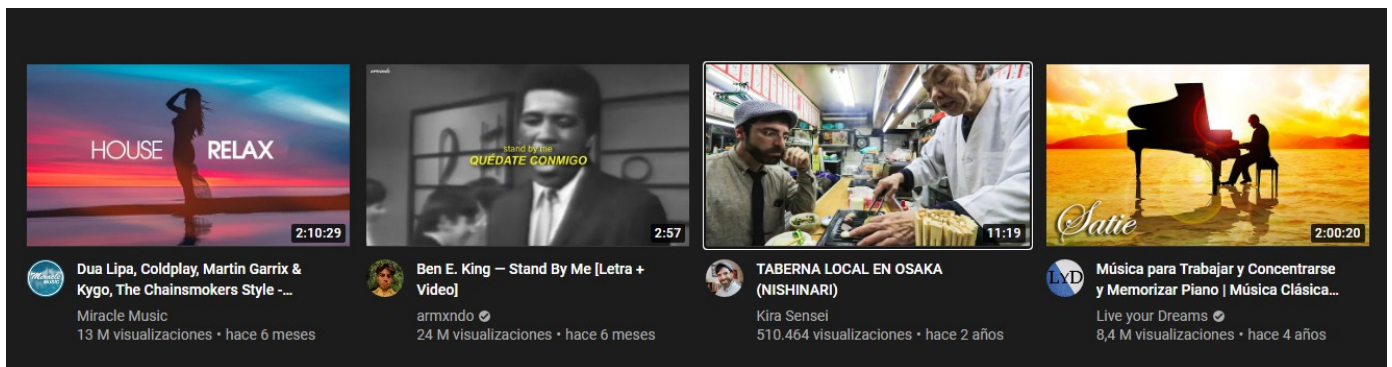 armxndo
HOUSE RELAX
2:10:29
stand by me
QUÉDATE CONMIGO
2:57
11:19
Satie
2:00:20
Miracle
MUSIC
Dua Lipa, Coldplay, Martin Garrix &
Kygo, The Chainsmokers Style -...
Miracle Music
13 M visualizaciones • hace 6 meses
Ben E. King — Stand By Me [Letra +
Video]
armxndo
24 M visualizaciones • hace 6 meses
TABERNA LOCAL EN OSAKA
(NISHINARI)
Kira Sensei
510.464 visualizaciones • hace 2 años
LYD
Música para Trabajar y Concentrarse
y Memorizar Piano | Música Clásica...
Live your Dreams
8,4 M visualizaciones • hace 4 años